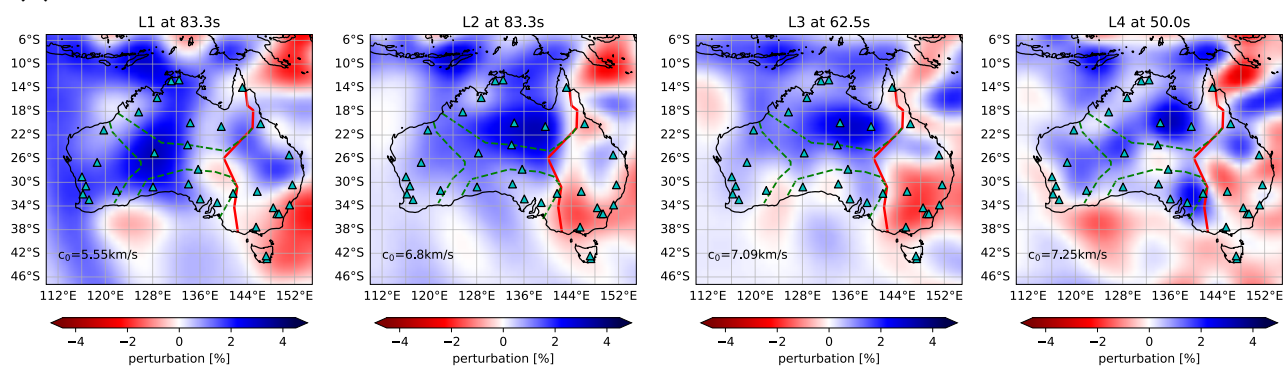 L1 at 83.3s
L2 at 83.3s
L3 at 62.5s
L4 at 50.0s
6°S
10°S
14°S
18°S
22°S
26°S
30°S
34°S
38°S
42°S
46°S
c₀=5.55km/s
112°E 120°E 128°E 136°E 144°E 152°E
6°S
10°S
14°S
18°S
22°S
26°S
30°S
34°S
38°S
42°S
46°S
c₀=6.8km/s
112°E 120°E 128°E 136°E 144°E 152°E
6°S
10°S
14°S
18°S
22°S
26°S
30°S
34°S
38°S
42°S
46°S
c₀=7.09km/s
112°E 120°E 128°E 136°E 144°E 152°E
6°S
10°S
14°S
18°S
22°S
26°S
30°S
34°S
38°S
42°S
46°S
c₀=7.25km/s
112°E 120°E 128°E 136°E 144°E 152°E
−4 −2 0 2 4
perturbation [%]
−4 −2 0 2 4
perturbation [%]
−4 −2 0 2 4
perturbation [%]
−4 −2 0 2 4
perturbation [%]